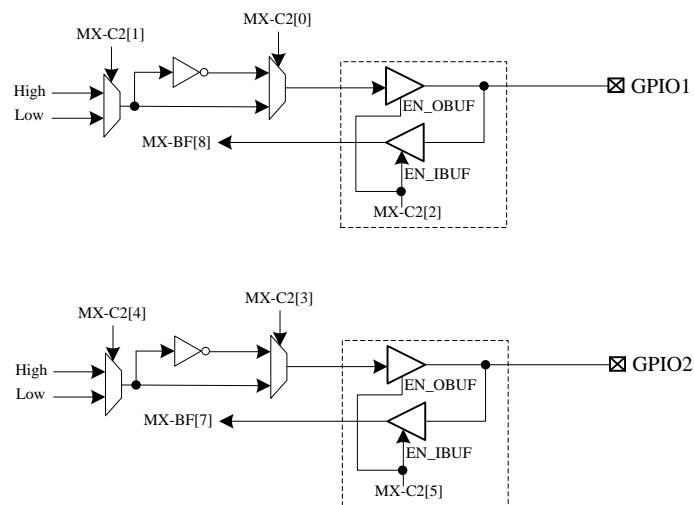 MX-C2[1]
MX-C2[0]
High
Low
EN_OBUF
GPIO1
MX-BF[8]
EN_IBUF
MX-C2[2]
MX-C2[4]
MX-C2[3]
High
Low
EN_OBUF
GPIO2
MX-BF[7]
EN_IBUF
MX-C2[5]